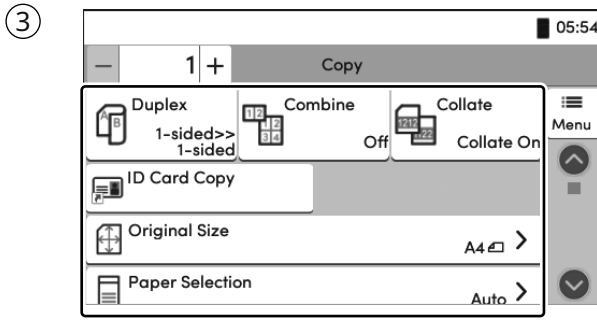 ③
05:54
− 1 + Copy
Duplex
1-sided>>
1-sided
Combine
Off
Collate
Collate On
Menu
ID Card Copy
Original Size
A4
Paper Selection
Auto